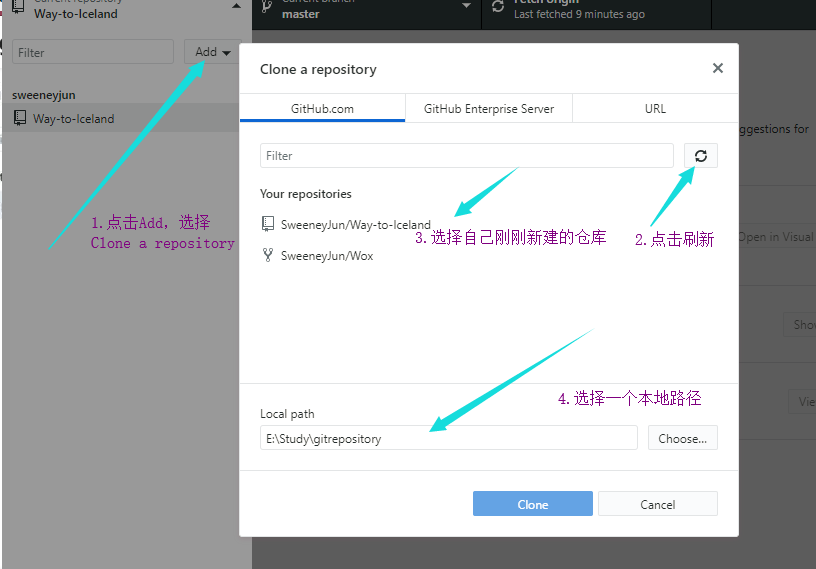 Current repository
Way-to-Iceland
Current branch
master
Fetch origin
Last fetched 9 minutes ago
Filter
Add
sweeneyjun
Way-to-Iceland
1.点击Add，选择
Clone a repository
Clone a repository
GitHub.com
GitHub Enterprise Server
URL
Filter
Your repositories
SweeneyJun/Way-to-Iceland
SweeneyJun/Wox
3.选择自己刚刚新建的仓库
2.点击刷新
4.选择一个本地路径
Local path
E:\Study\gitrepository
Choose...
Clone
Cancel
ggestions for
Open in Visual
Show